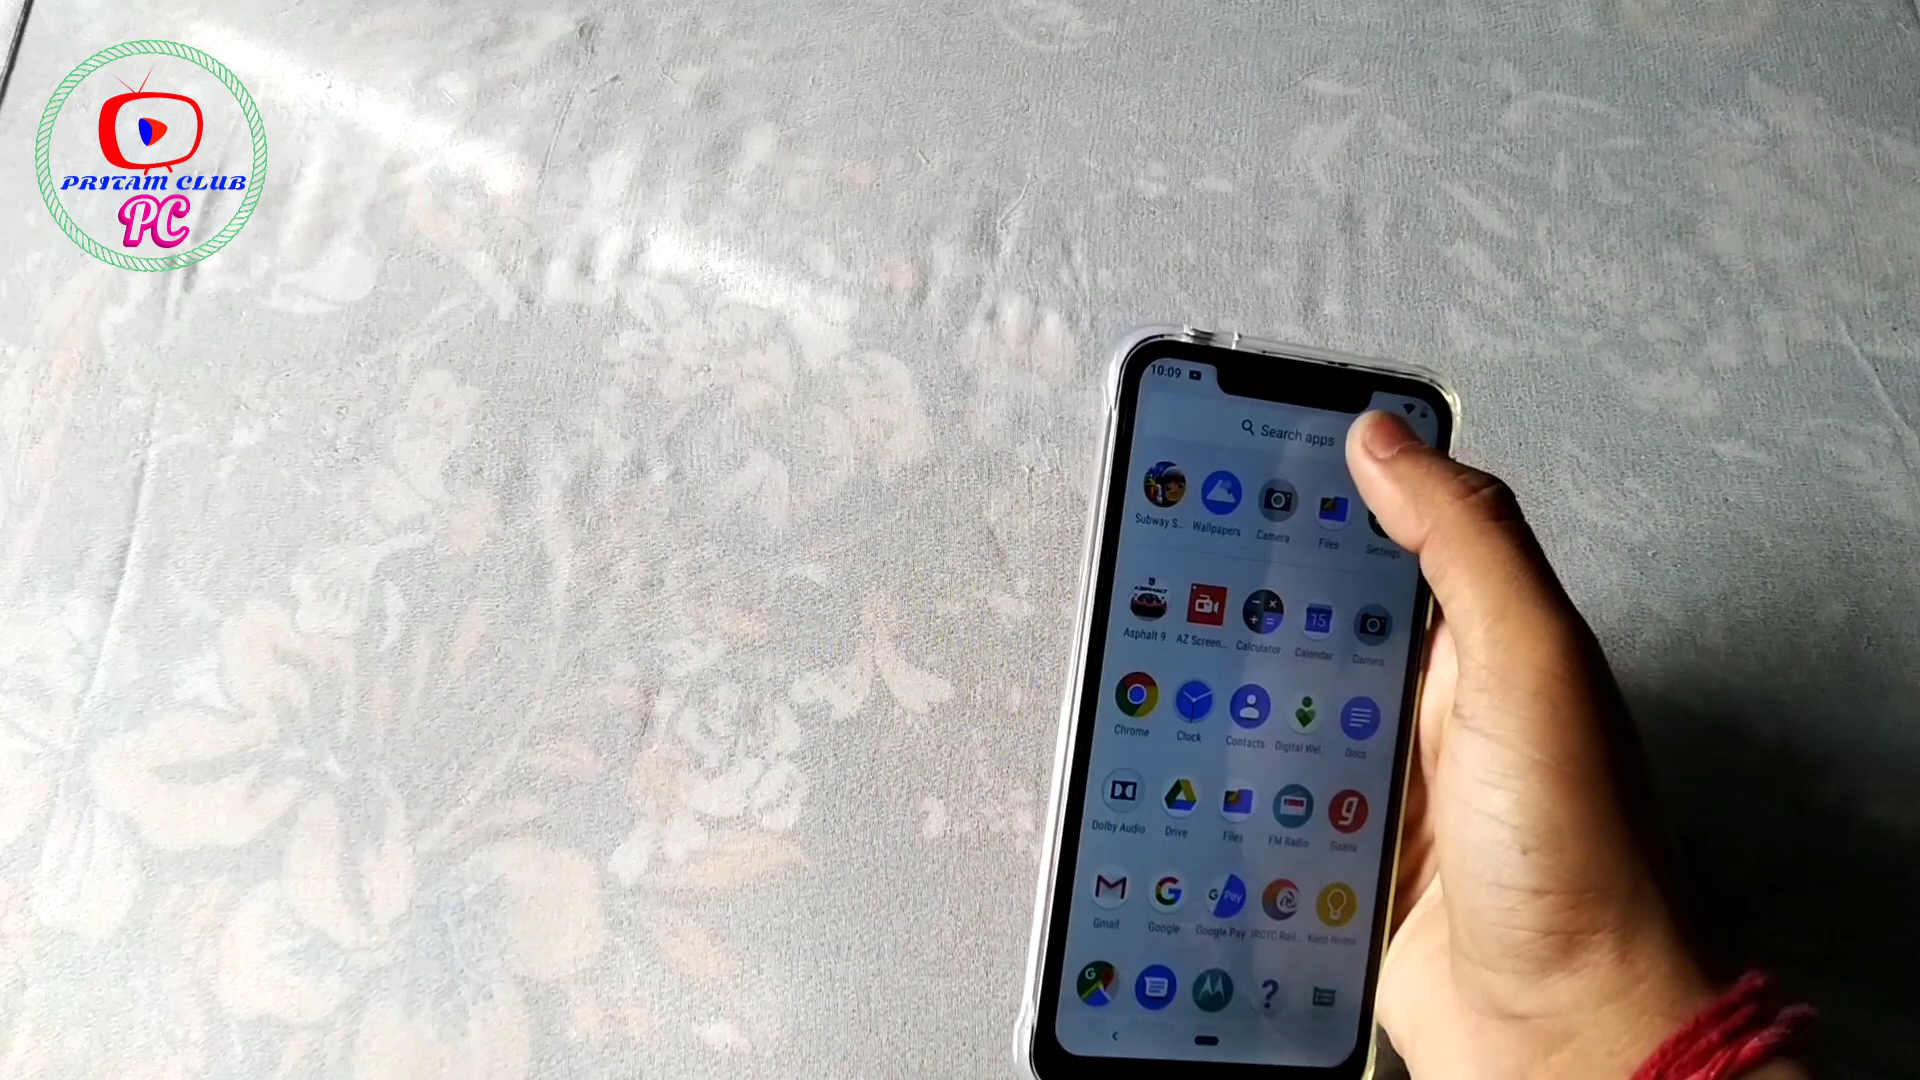 PRITAM CLUB
PC
10:09
Search apps
Subway S...
Wallpapers
Camera
Files
Settings
ASPHALT
15
Asphalt 9
AZ Screen...
Calculator
Calendar
Camera
Chrome
Clock
Contacts
Digital Wel...
Docs
Dolby Audio
Drive
Files
FM Radio
Gaana
G Pay
Gmail
Google
Google Pay
IRCTC Rail...
Keep Notes